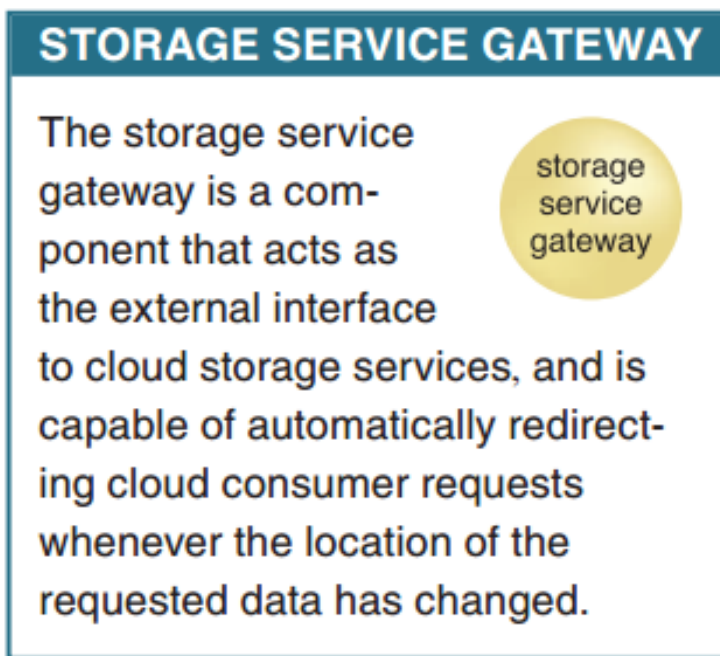 STORAGE SERVICE GATEWAY
The storage service
gateway is a com-
ponent that acts as
the external interface
to cloud storage services, and is
capable of automatically redirect-
ing cloud consumer requests
whenever the location of the
requested data has changed.
storage
service
gateway